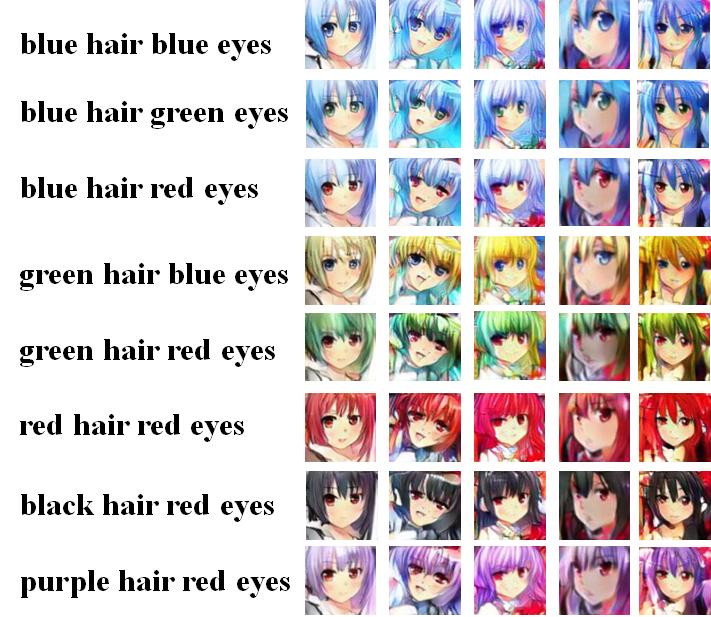 blue hair blue eyes
blue hair green eyes
blue hair red eyes
green hair blue eyes
green hair red eyes
red hair red eyes
black hair red eyes
purple hair red eyes